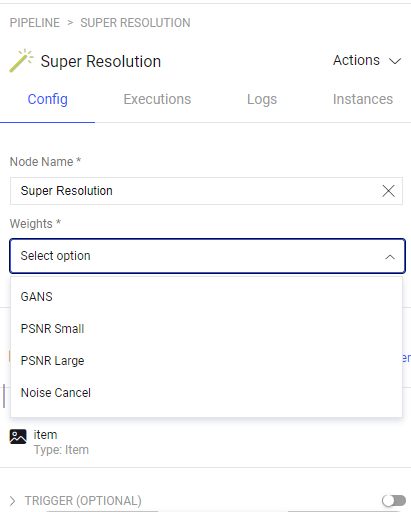 PIPELINE > SUPER RESOLUTION
Super Resolution
Actions
Config Executions Logs Instances
Node Name *
Super Resolution
Weights *
Select option
GANS
PSNR Small
PSNR Large
Noise Cancel
item
Type: Item
TRIGGER (OPTIONAL)